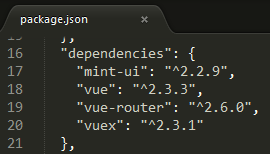 package.json ×
15 },
16 "dependencies": {
17 "mint-ui": "^2.2.9",
18 "vue": "^2.3.3",
19 "vue-router": "^2.6.0",
20 "vuex": "^2.3.1"
21 },